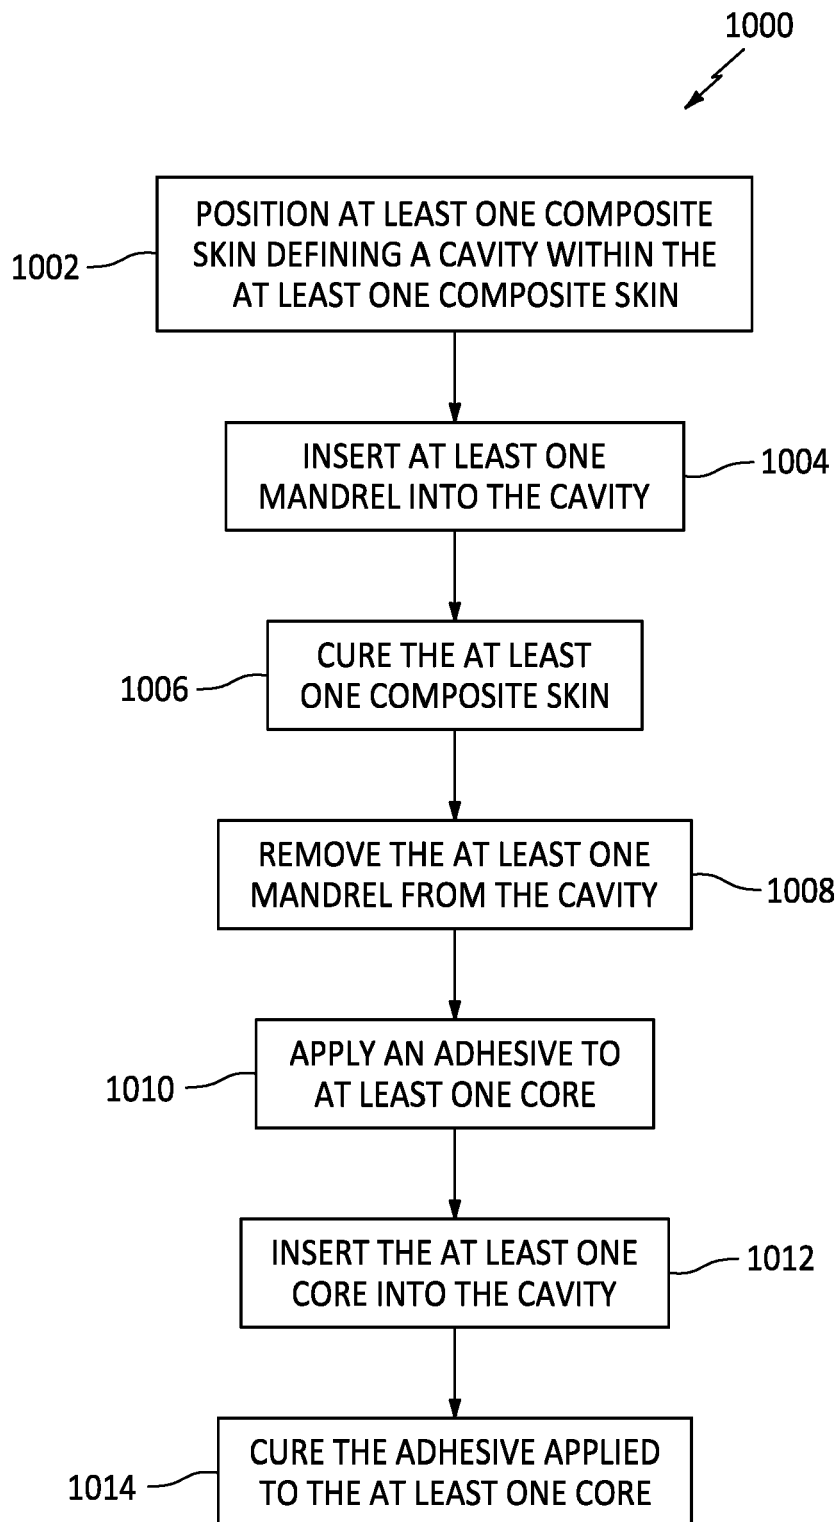 1000
POSITION AT LEAST ONE COMPOSITE
SKIN DEFINING A CAVITY WITHIN THE
AT LEAST ONE COMPOSITE SKIN
1002
INSERT AT LEAST ONE
MANDREL INTO THE CAVITY
1004
CURE THE AT LEAST
ONE COMPOSITE SKIN
1006
REMOVE THE AT LEAST ONE
MANDREL FROM THE CAVITY
1008
APPLY AN ADHESIVE TO
AT LEAST ONE CORE
1010
INSERT THE AT LEAST ONE
CORE INTO THE CAVITY
1012
CURE THE ADHESIVE APPLIED
TO THE AT LEAST ONE CORE
1014